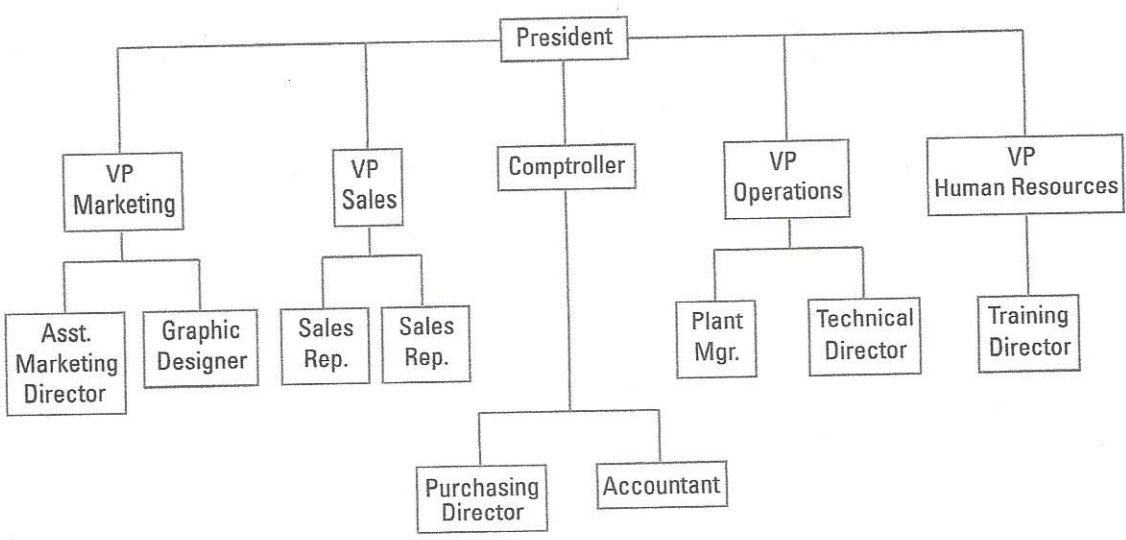 President
VP
Marketing
VP
Sales
Comptroller
VP
Operations
VP
Human Resources
Asst.
Marketing
Director
Graphic
Designer
Sales
Rep.
Sales
Rep.
Plant
Mgr.
Technical
Director
Training
Director
Purchasing
Director
Accountant